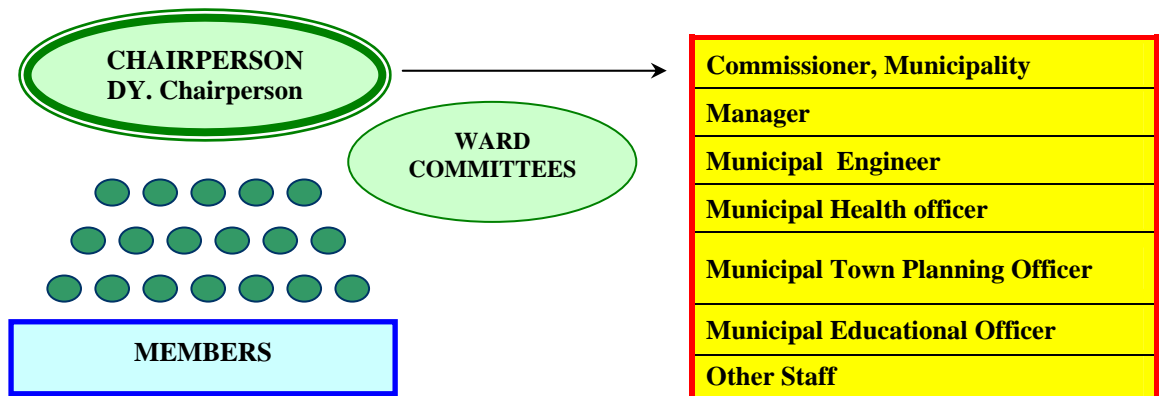 CHAIRPERSON
DY. Chairperson
WARD
COMMITTEES
MEMBERS
Commissioner, Municipality
Manager
Municipal Engineer
Municipal Health officer
Municipal Town Planning Officer
Municipal Educational Officer
Other Staff